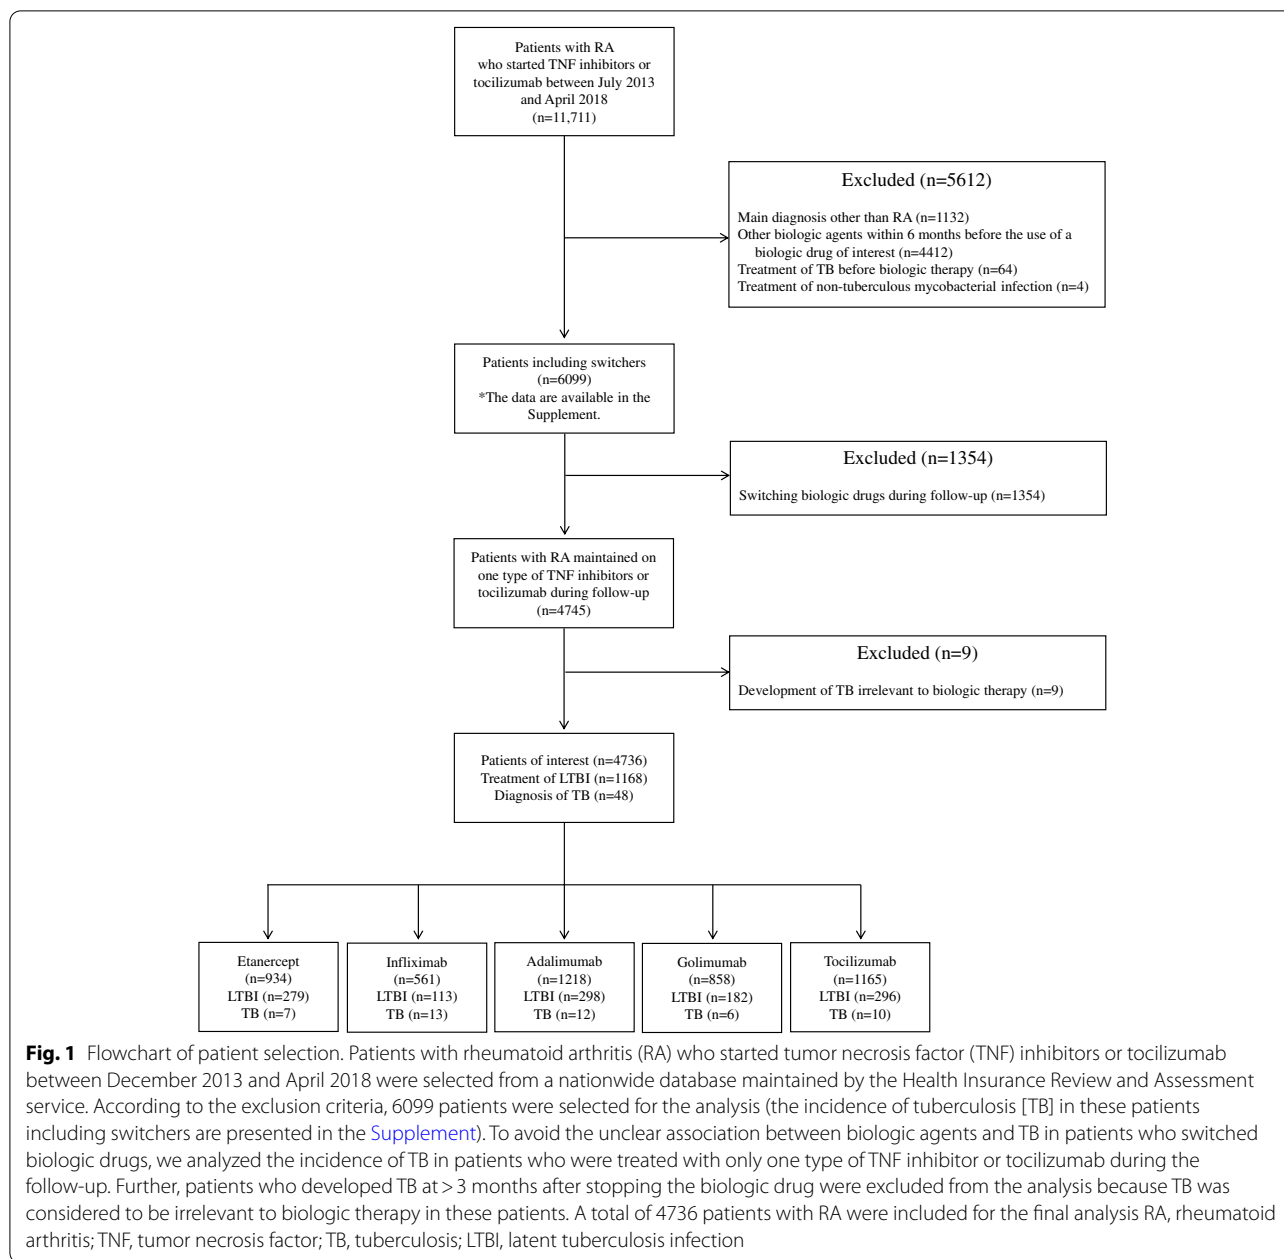 Patients with RA
who started TNF inhibitors or
tocilizumab between July 2013
and April 2018
(n=11,711)
Excluded (n=5612)
Main diagnosis other than RA (n=1132)
Other biologic agents within 6 months before the use of a
biologic drug of interest (n=4412)
Treatment of TB before biologic therapy (n=64)
Treatment of non-tuberculous mycobacterial infection (n=4)
Patients including switchers
(n=6099)
*The data are available in the
Supplement.
Excluded (n=1354)
Switching biologic drugs during follow-up (n=1354)
Patients with RA maintained on
one type of TNF inhibitors or
tocilizumab during follow-up
(n=4745)
Excluded (n=9)
Development of TB irrelevant to biologic therapy (n=9)
Patients of interest (n=4736)
Treatment of LTBI (n=1168)
Diagnosis of TB (n=48)
Etanercept
(n=934)
LTBI (n=279)
TB (n=7)
Infliximab
(n=561)
LTBI (n=113)
TB (n=13)
Adalimumab
(n=1218)
LTBI (n=298)
TB (n=12)
Golimumab
(n=858)
LTBI (n=182)
TB (n=6)
Tocilizumab
(n=1165)
LTBI (n=296)
TB (n=10)
Fig. 1 Flowchart of patient selection. Patients with rheumatoid arthritis (RA) who started tumor necrosis factor (TNF) inhibitors or tocilizumab
between December 2013 and April 2018 were selected from a nationwide database maintained by the Health Insurance Review and Assessment
service. According to the exclusion criteria, 6099 patients were selected for the analysis (the incidence of tuberculosis [TB] in these patients
including switchers are presented in the Supplement). To avoid the unclear association between biologic agents and TB in patients who switched
biologic drugs, we analyzed the incidence of TB in patients who were treated with only one type of TNF inhibitor or tocilizumab during the
follow-up. Further, patients who developed TB at > 3 months after stopping the biologic drug were excluded from the analysis because TB was
considered to be irrelevant to biologic therapy in these patients. A total of 4736 patients with RA were included for the final analysis RA, rheumatoid
arthritis; TNF, tumor necrosis factor; TB, tuberculosis; LTBI, latent tuberculosis infection